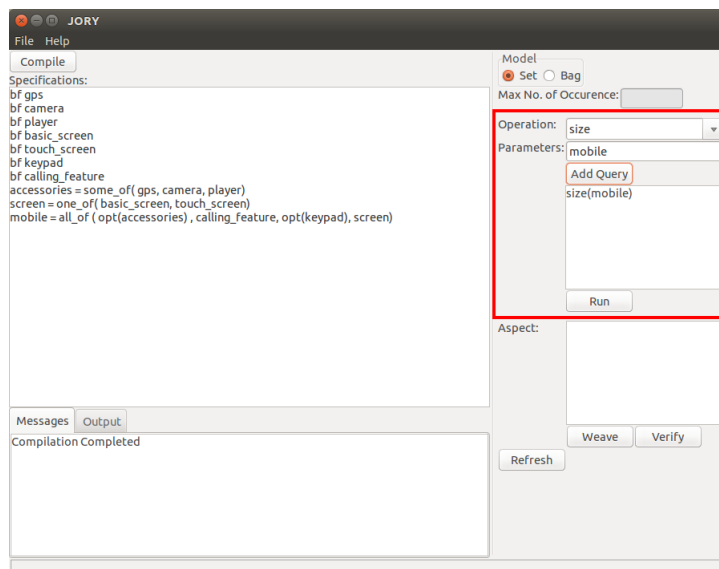 JORY
File Help
Compile
Specifications:
bf gps
bf camera
bf player
bf basic_screen
bf touch_screen
bf keypad
bf calling_feature
accessories = some_of( gps, camera, player)
screen = one_of( basic_screen, touch_screen)
mobile = all_of ( opt(accessories) , calling_feature, opt(keypad), screen)
Messages Output
Compilation Completed
Model
Set Bag
Max No. of Occurence:
Operation: size
Parameters: mobile
Add Query
size(mobile)
Run
Aspect:
Weave Verify
Refresh